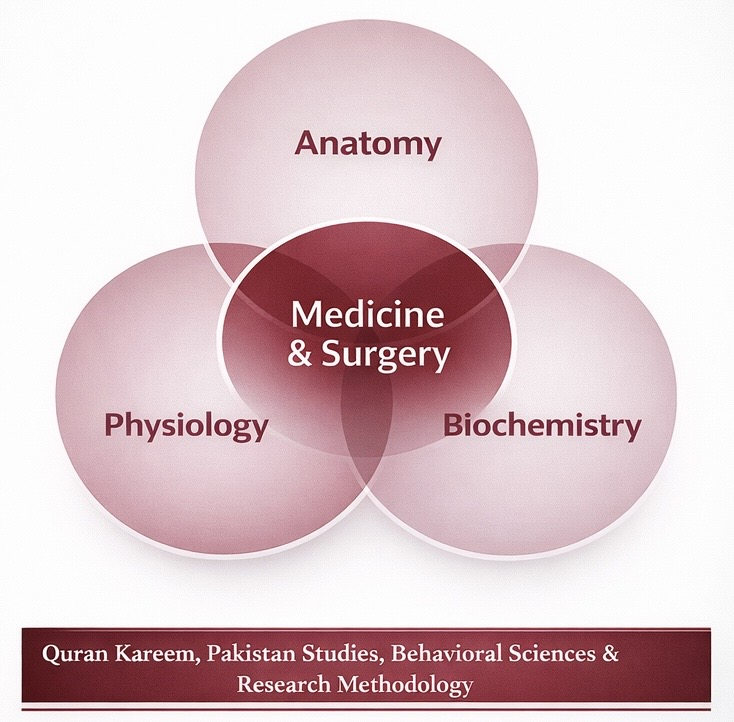 Anatomy
Medicine
& Surgery
Physiology
Biochemistry
Quran Kareem, Pakistan Studies, Behavioral Sciences &
Research Methodology